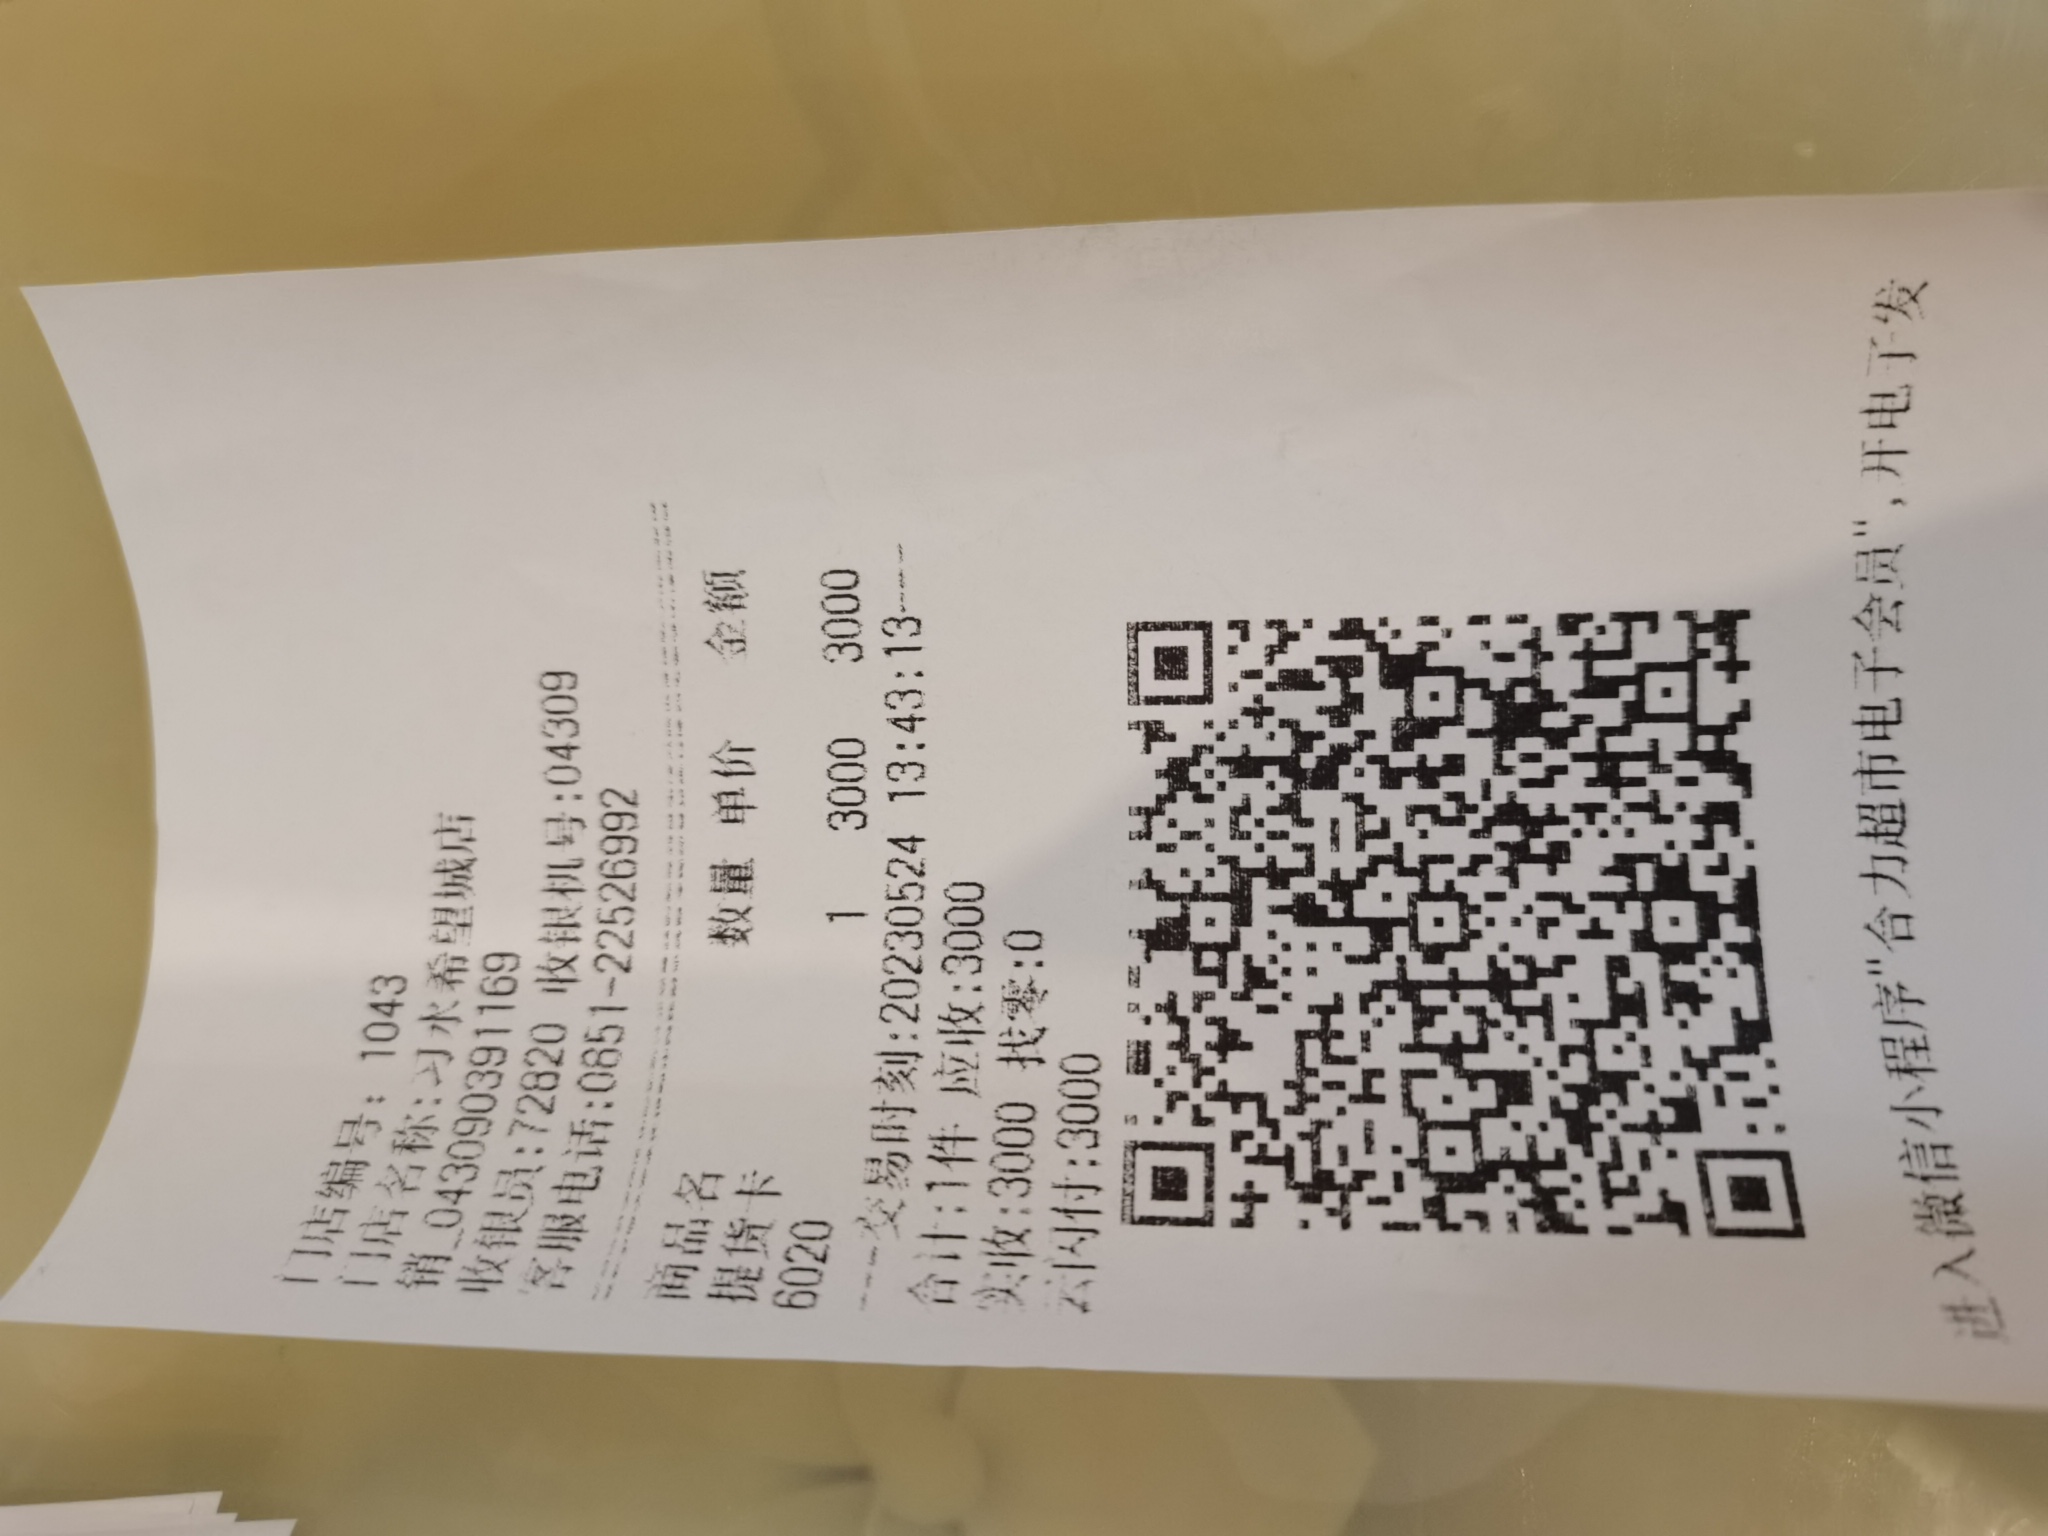 门店编号: 1043
门店名称:习水希望城店
销_04309039 1169
收银员:72820 收银机号:04309
客服电话:0851-22526992
商品名 数量 单价 金额
提货卡
6020 1 3000 3000
----交易时刻:20230524 13:43:13----
合计:1件 应收:3000
实收:3000 找零:0
云闪付:3000
进入微信小程序"合力超市电子会员",开电子发